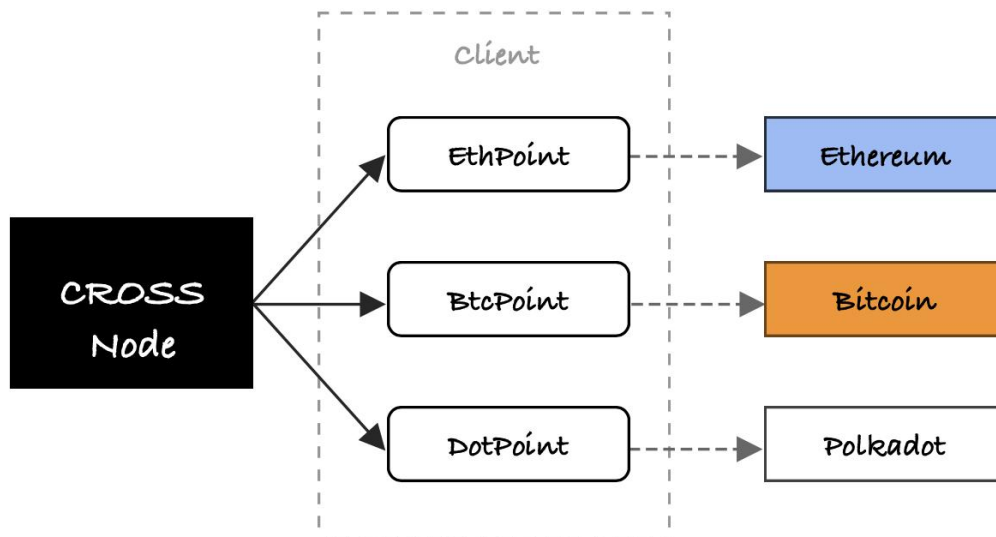 Client
EthPoint
Ethereum
CROSS
Node
BtcPoint
Bitcoin
DotPoint
Polkadot